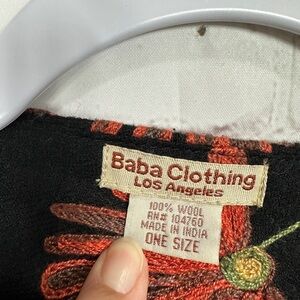 Baba Clothing
Los Angeles
100% WOOL
RN# 104760
MADE IN INDIA
ONE SIZE